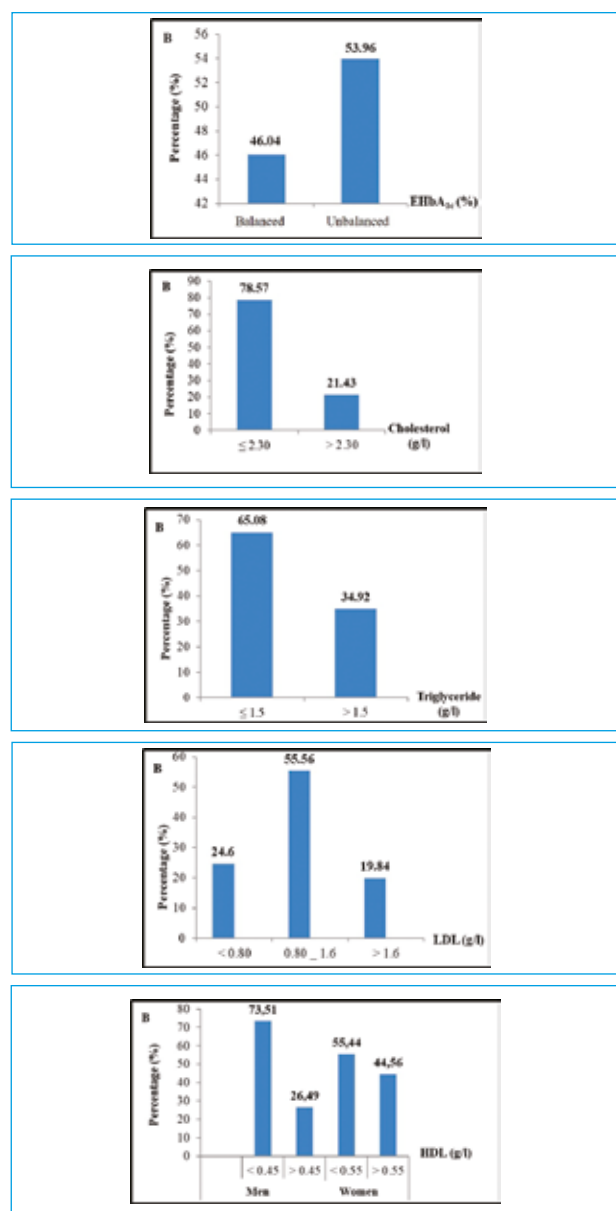 B
Percentage (%)
56
54
52
50
48
46
44
42
46.04
53.96
Balanced
Unbalanced
EHbA1c (%)
B
Percentage (%)
90
80
70
60
50
40
30
20
10
0
78.57
21.43
≤ 2.30
> 2.30
Cholesterol
(g/l)
B
Percentage (%)
70
60
50
40
30
20
10
0
65.08
34.92
≤ 1.5
> 1.5
Triglyceride
(g/l)
B
Percentage (%)
60
50
40
30
20
10
0
24.6
55.56
19.84
< 0.80
0.80 _ 1.6
> 1.6
LDL (g/l)
B
Percentage (%)
80
70
60
50
40
30
20
10
0
73,51
26,49
55,44
44,56
HDL (g/l)
< 0.45
> 0.45
< 0.55
> 0.55
Men
Women